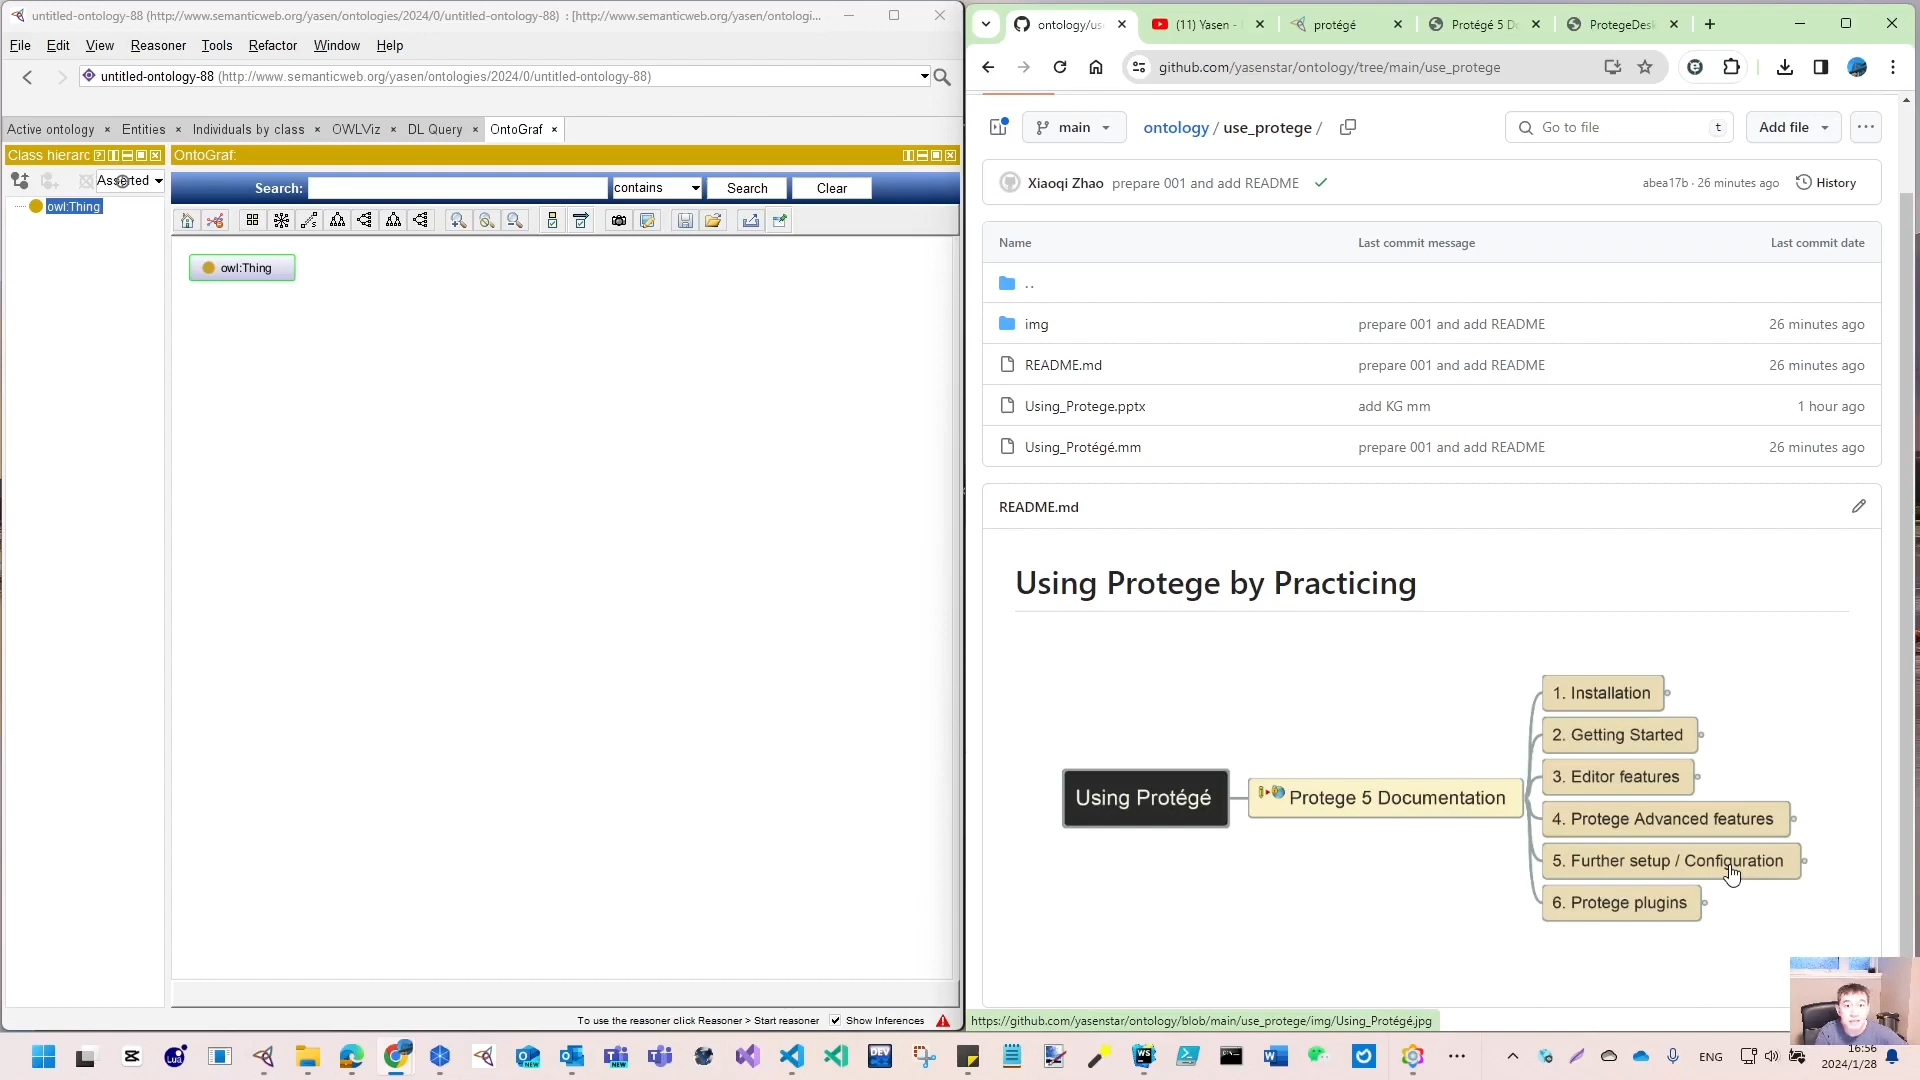 untitled-ontology-88 (http://www.semanticweb.org/yasen/ontologies/2024/0/untitled-ontology-88) : [http://www.semanticweb.org/yasen/ontologi...
File Edit View Reasoner Tools Refactor Window Help
untitled-ontology-88 (http://www.semanticweb.org/yasen/ontologies/2024/0/untitled-ontology-88)
Active ontology × Entities × Individuals by class × OWLViz × DL Query × OntoGraf ×
Class hierarc
OntoGraf:
Asserted
owl:Thing
Search: contains Search Clear
owl:Thing
To use the reasoner click Reasoner > Start reasoner Show Inferences
ontology/us
(11) Yasen -
protégé
Protégé 5 D
ProtegeDesk
github.com/yasenstar/ontology/tree/main/use_protege
main
ontology / use_protege /
Go to file t
Add file
Xiaoqi Zhao prepare 001 and add README
abea17b · 26 minutes ago
History
Name Last commit message Last commit date
..
img prepare 001 and add README 26 minutes ago
README.md prepare 001 and add README 26 minutes ago
Using_Protege.pptx add KG mm 1 hour ago
Using_Protégé.mm prepare 001 and add README 26 minutes ago
README.md
Using Protege by Practicing
Using Protégé
Protege 5 Documentation
1. Installation
2. Getting Started
3. Editor features
4. Protege Advanced features
5. Further setup / Configuration
6. Protege plugins
https://github.com/yasenstar/ontology/blob/main/use_protege/img/Using_Protégé.jpg
ENG
16:56
2024/1/28